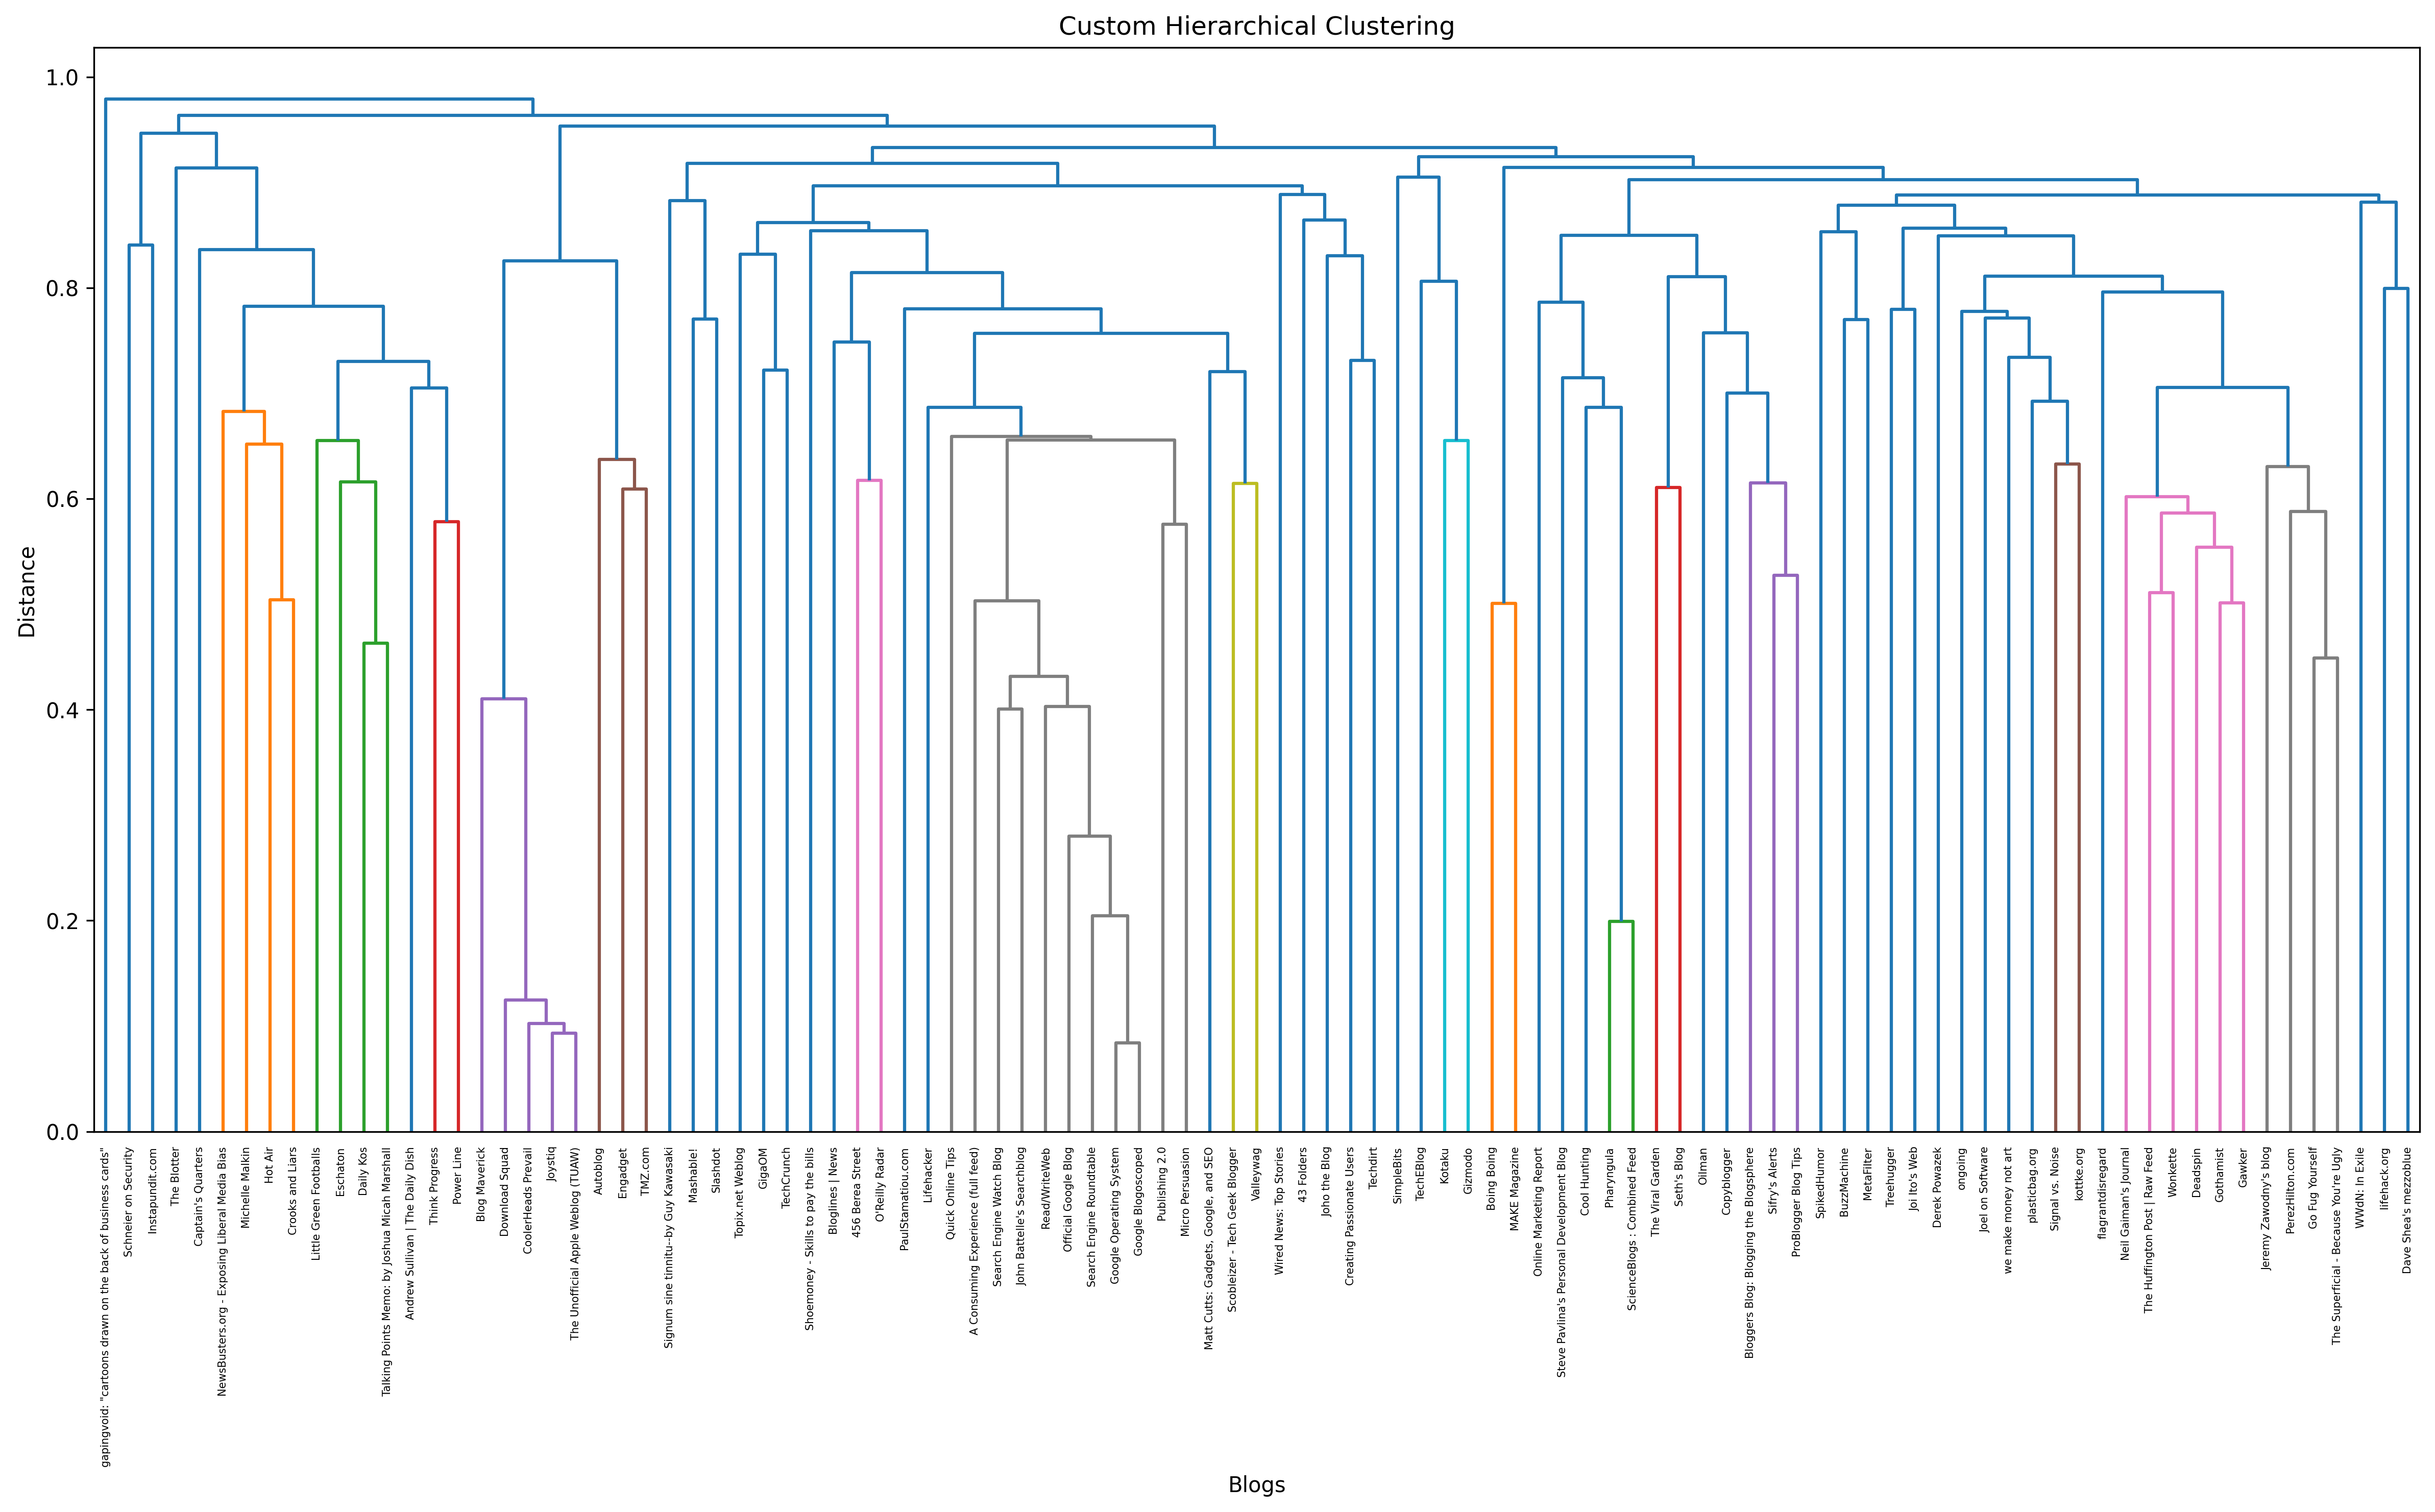 Custom Hierarchical Clustering
1.0
0.8
0.6
0.4
0.2
0.0
Distance
gapingvoid: "cartoons drawn on the back of business cards"
Schneier on Security
Instapundit.com
The Blotter
Captain's Quarters
NewsBusters.org - Exposing Liberal Media Bias
Michelle Malkin
Hot Air
Crooks and Liars
Little Green Footballs
Eschaton
Daily Kos
Talking Points Memo: by Joshua Micah Marshall
Andrew Sullivan | The Daily Dish
Think Progress
Power Line
Blog Maverick
Download Squad
CoolerHeads Prevail
Joystiq
The Unofficial Apple Weblog (TUAW)
Autoblog
Engadget
TMZ.com
Signum sine tinnitu--by Guy Kawasaki
Mashable!
Slashdot
Topix.net Weblog
GigaOM
TechCrunch
Shoemoney - Skills to pay the bills
Bloglines | News
456 Berea Street
O'Reilly Radar
PaulStamatiou.com
Lifehacker
Quick Online Tips
A Consuming Experience (full feed)
Search Engine Watch Blog
John Battelle's Searchblog
Read/WriteWeb
Official Google Blog
Search Engine Roundtable
Google Operating System
Google Blogoscoped
Publishing 2.0
Micro Persuasion
Matt Cutts: Gadgets, Google, and SEO
Scobleizer - Tech Geek Blogger
Valleywag
Wired News: Top Stories
43 Folders
Joho the Blog
Creating Passionate Users
Techdirt
SimpleBits
TechEBlog
Kotaku
Gizmodo
Boing Boing
MAKE Magazine
Online Marketing Report
Steve Pavlina's Personal Development Blog
Cool Hunting
Pharyngula
ScienceBlogs : Combined Feed
The Viral Garden
Seth's Blog
Oilman
Copyblogger
Bloggers Blog: Blogging the Blogsphere
Sifry's Alerts
ProBlogger Blog Tips
SpikedHumor
BuzzMachine
MetaFilter
Treehugger
Joi Ito's Web
Derek Powazek
ongoing
Joel on Software
we make money not art
plasticbag.org
Signal vs. Noise
kottke.org
flagrantdisregard
Neil Gaiman's Journal
The Huffington Post | Raw Feed
Wonkette
Deadspin
Gothamist
Gawker
Jeremy Zawodny's blog
PerezHilton.com
Go Fug Yourself
The Superficial - Because You're Ugly
WWdN: In Exile
lifehack.org
Dave Shea's mezzoblue
Blogs